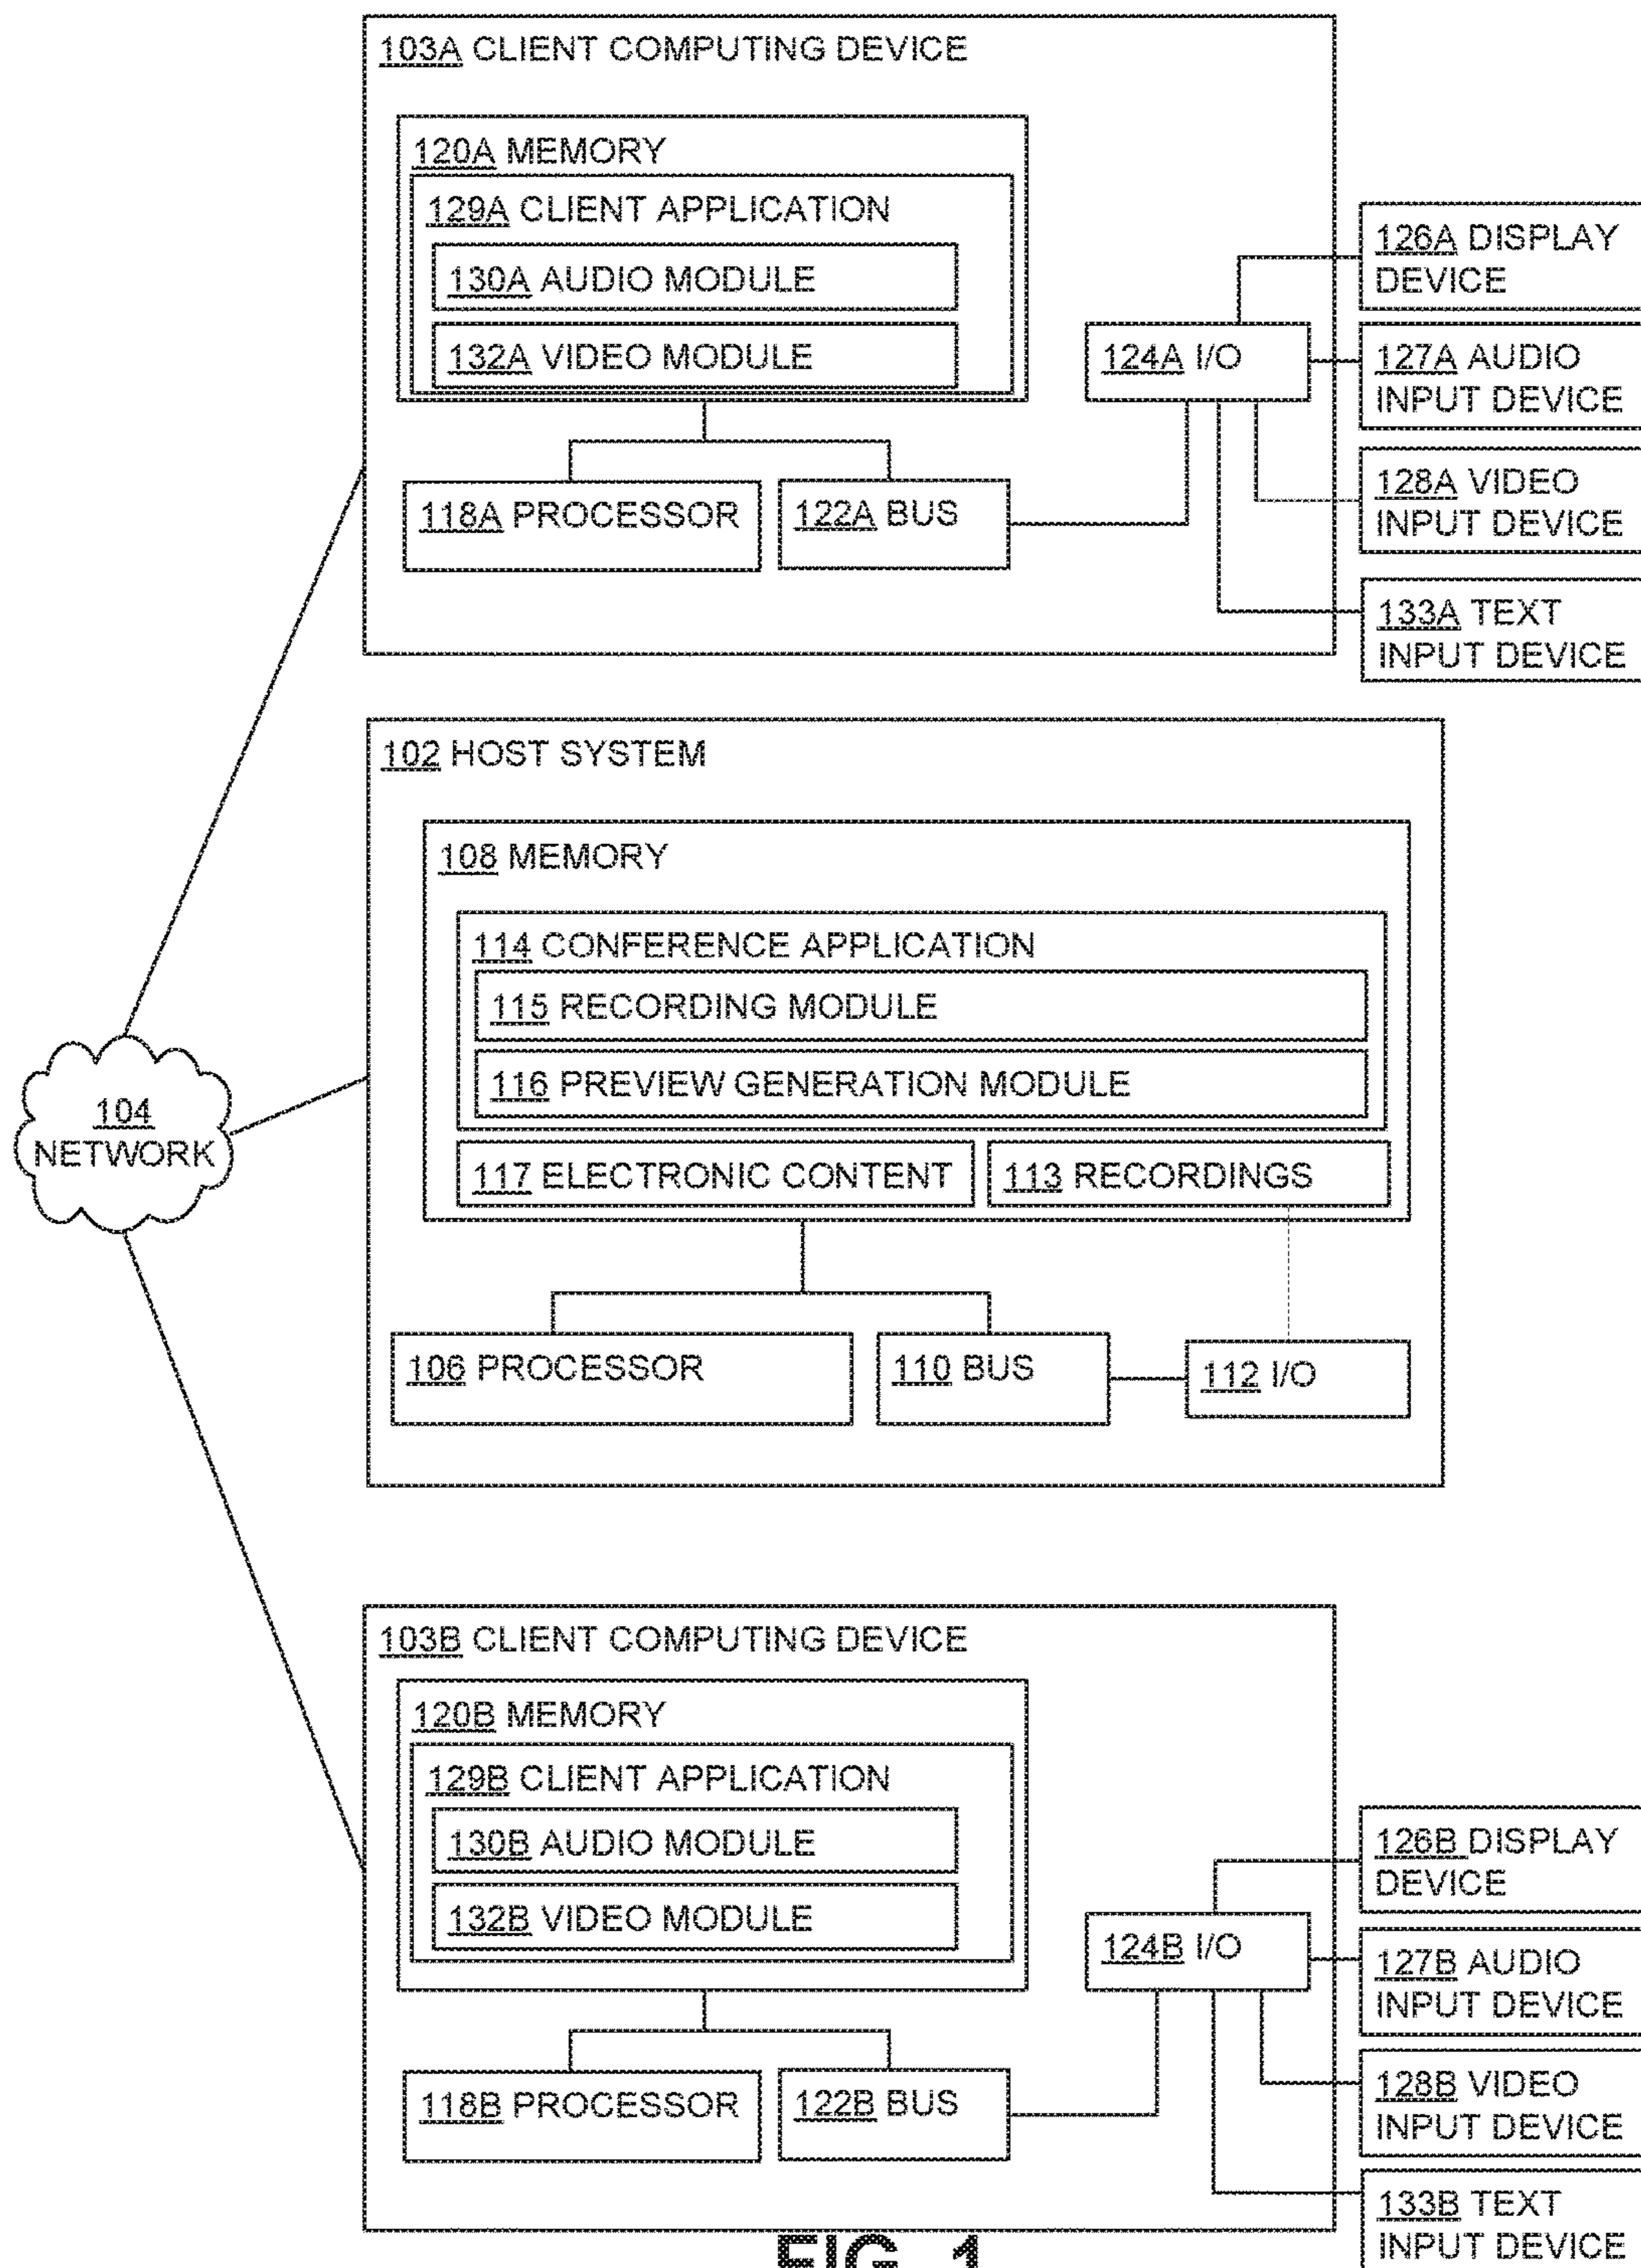 103A CLIENT COMPUTING DEVICE
120A MEMORY
129A CLIENT APPLICATION
130A AUDIO MODULE
132A VIDEO MODULE
118A PROCESSOR
122A BUS
124A I/O
126A DISPLAY
DEVICE
127A AUDIO
INPUT DEVICE
128A VIDEO
INPUT DEVICE
133A TEXT
INPUT DEVICE
104
NETWORK
102 HOST SYSTEM
108 MEMORY
114 CONFERENCE APPLICATION
115 RECORDING MODULE
116 PREVIEW GENERATION MODULE
117 ELECTRONIC CONTENT
113 RECORDINGS
106 PROCESSOR
110 BUS
112 I/O
103B CLIENT COMPUTING DEVICE
120B MEMORY
129B CLIENT APPLICATION
130B AUDIO MODULE
132B VIDEO MODULE
118B PROCESSOR
122B BUS
124B I/O
126B DISPLAY
DEVICE
127B AUDIO
INPUT DEVICE
128B VIDEO
INPUT DEVICE
133B TEXT
INPUT DEVICE
FIG. 1